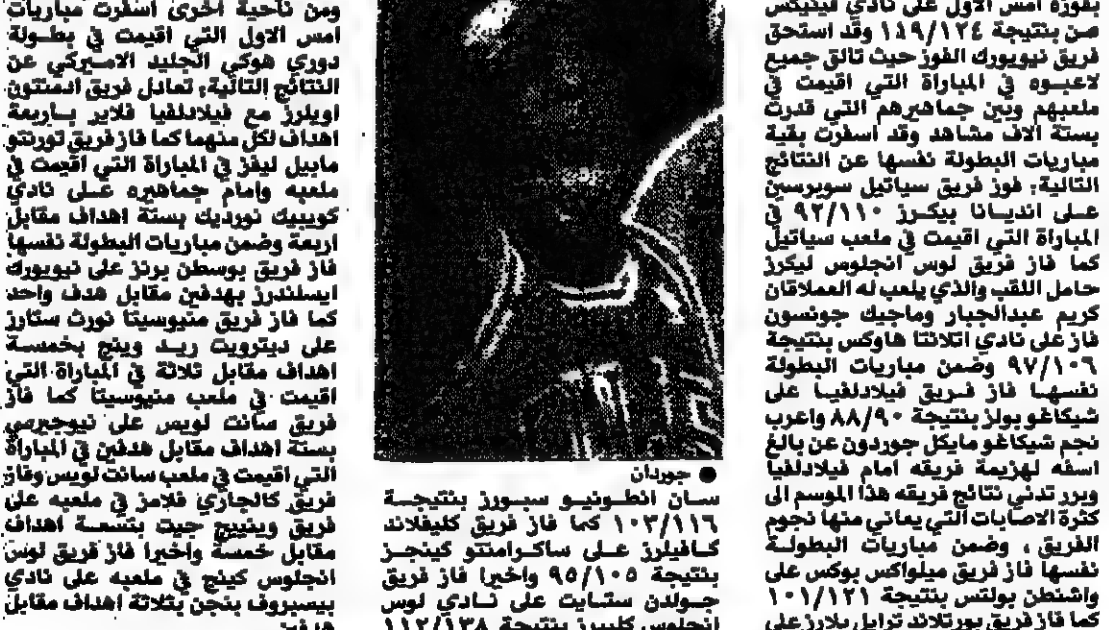 بفوزه امس الاول على نادي فينيكس
صن بنتيجة ١١٩/١٢٤ وقد استحق
فريق نيويورك الفوز حيث تالق جميع
لاعبوه في المباراة التي اقيمت في
ملعبهم وبين جماهيرهم التي قدرت
بستة الاف مشاهد وقد اسفرت بقية
مباريات البطولة نفسها عن النتائج
التالية: فوز فريق سياتيل سوبرسين
على انديانا بيكرز ٩٢/١١٠ في
المباراة التي اقيمت في ملعب سياتيل
كما فاز فريق لوس انجلوس ليكرز
حامل اللقب والذي يلعب له العملاقان
كريم عبدالجبار وماجيك جونسون
فاز على نادي اتلانتا هاوكس بنتيجة
٩٧/١٠٦ وضمن مباريات البطولة
نفسها فاز فريق فيلادلفيا على
شيكاغو بولز بنتيجة ٨٨/٩٠ واعرب
نجم شيكاغو مايكل جوردون عن بالغ
اسفه لهزيمة فريقه امام فيلادلفيا
وبرر تدني نتائج فريقه هذا الموسم الى
كثرة الاصابات التي يعاني منها نجوم
الفريق ، وضمن مباريات البطولة
نفسها فاز فريق ميلواكس بوكس على
واشنطن بولتس بنتيجة ١٠١/١٢١
كما فاز فريق بورتلاند ترايل بلازر على
● جوردان
سان انطونيو سبورز بنتيجة
١٠٣/١١٦ كما فاز فريق كليفلاند
كافيلرز على ساكرامنتو كينجز
بنتيجة ٩٥/١٠٥ واخيرا فاز فريق
جولدن ستايت على نادي لوس
انجلوس كليبرز بنتيجة ١١٢/١٣٨
ومن ناحية اخرى اسفرت مباريات
امس الاول التي اقيمت في بطولة
دوري هوكي الجليد الاميركي عن
النتائج التالية: تعادل فريق ادمنتون
اويلرز مع فيلادلفيا فلاير باربعة
اهداف لكل منهما كما فاز فريق تورنتو
مابيل ليفز في المباراة التي اقيمت في
ملعبه وامام جماهيره على نادي
كوبيبك نورديك بستة اهداف مقابل
اربعة وضمن مباريات البطولة نفسها
فاز فريق بوسطن برنز على نيويورك
ايسلندرز بهدفين مقابل هدف واحد
كما فاز فريق منيوسيتا نورث ستارز
على ديترويت ريد وينج بخمسة
اهداف مقابل ثلاثة في المباراة التي
اقيمت في ملعب منيوسيتا كما فاز
فريق سانت لويس على نيوجيرسي
بستة اهداف مقابل هدفين في المباراة
التي اقيمت في ملعب سانت لويس وفاز
فريق كالجاري فلامز في ملعبه على
فريق وينبيج جيت بتسعة اهداف
مقابل خمسة واخيرا فاز فريق لوس
انجلوس كينج في ملعبه على نادي
بيسبروف بنجن بثلاثة اهداف مقابل
هدفين